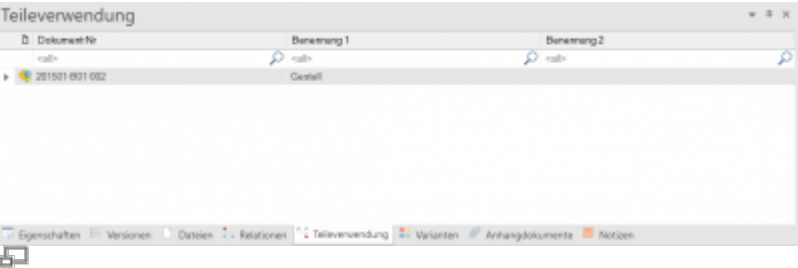 Teileverwendung
Dokument-Nr Benennung 1 Benennung 2
<all> <all> <all>
201501-B01-002 Gestell
Eigenschaften Versionen Dateien Relationen Teileverwendung Varianten Anhangdokumente Notizen